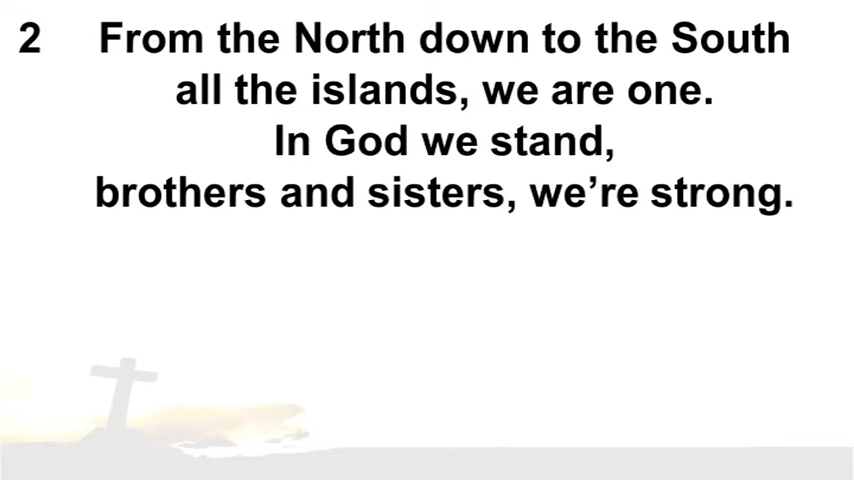 2 From the North down to the South
all the islands, we are one.
In God we stand,
brothers and sisters, we’re strong.